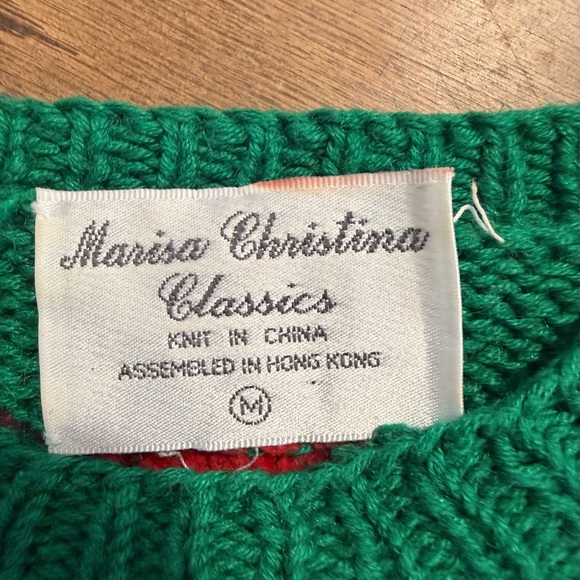 Marisa Christina
Classics
KNIT IN CHINA
ASSEMBLED IN HONG KONG
M